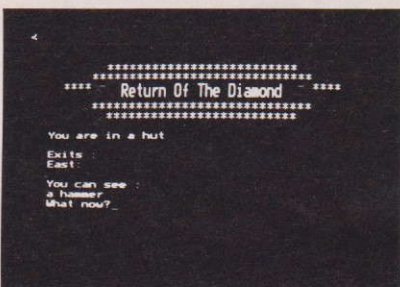 <
***************************
*******************************
**** - Return Of The Diamond - ****
*******************************
***************************
You are in a hut
Exits :
East:
You can see :
a hammer
What now?_